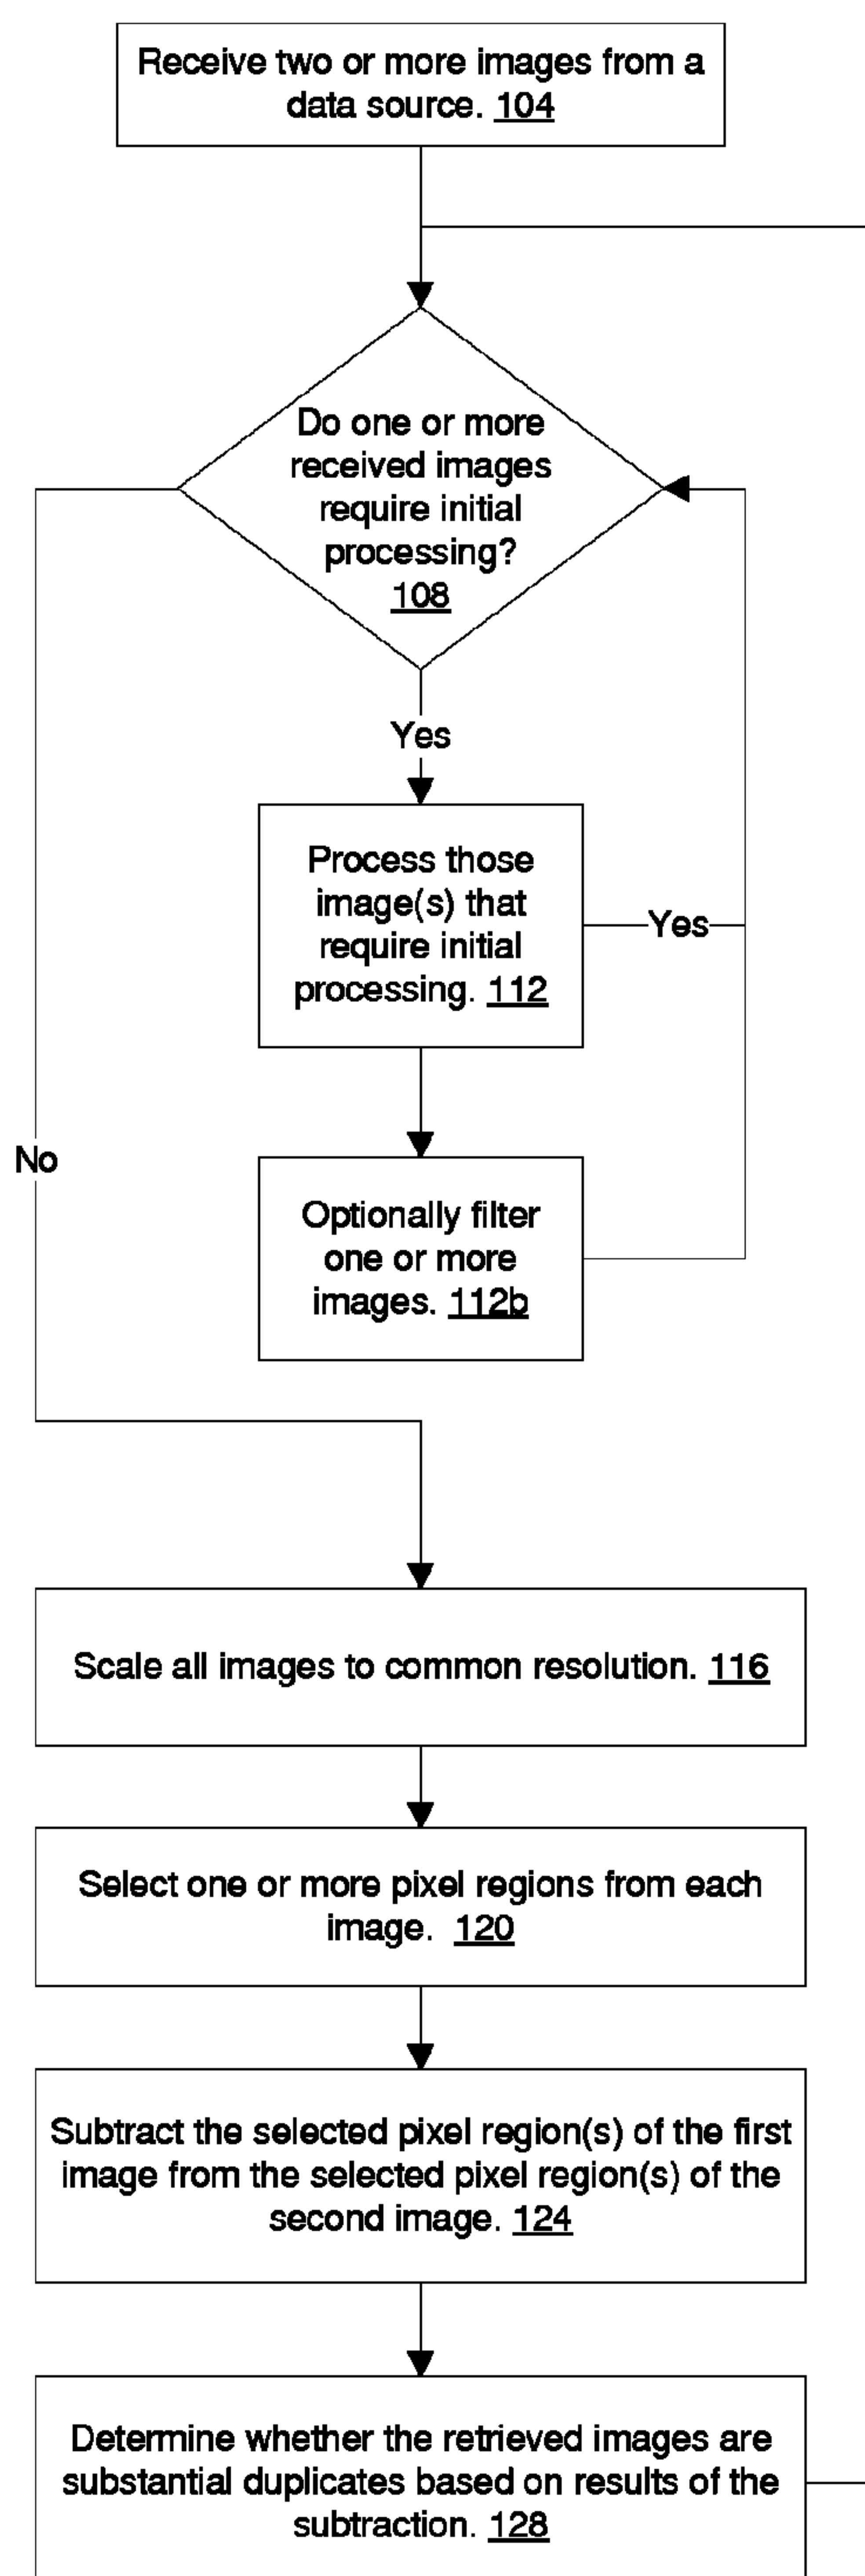 Receive two or more images from a
data source. 104
Do one or more
received images
require initial
processing?
108
Yes
Process those
image(s) that
require initial
processing. 112
Yes
No
Optionally filter
one or more
images. 112b
Scale all images to common resolution. 116
Select one or more pixel regions from each
image. 120
Subtract the selected pixel region(s) of the first
image from the selected pixel region(s) of the
second image. 124
Determine whether the retrieved images are
substantial duplicates based on results of the
subtraction. 128